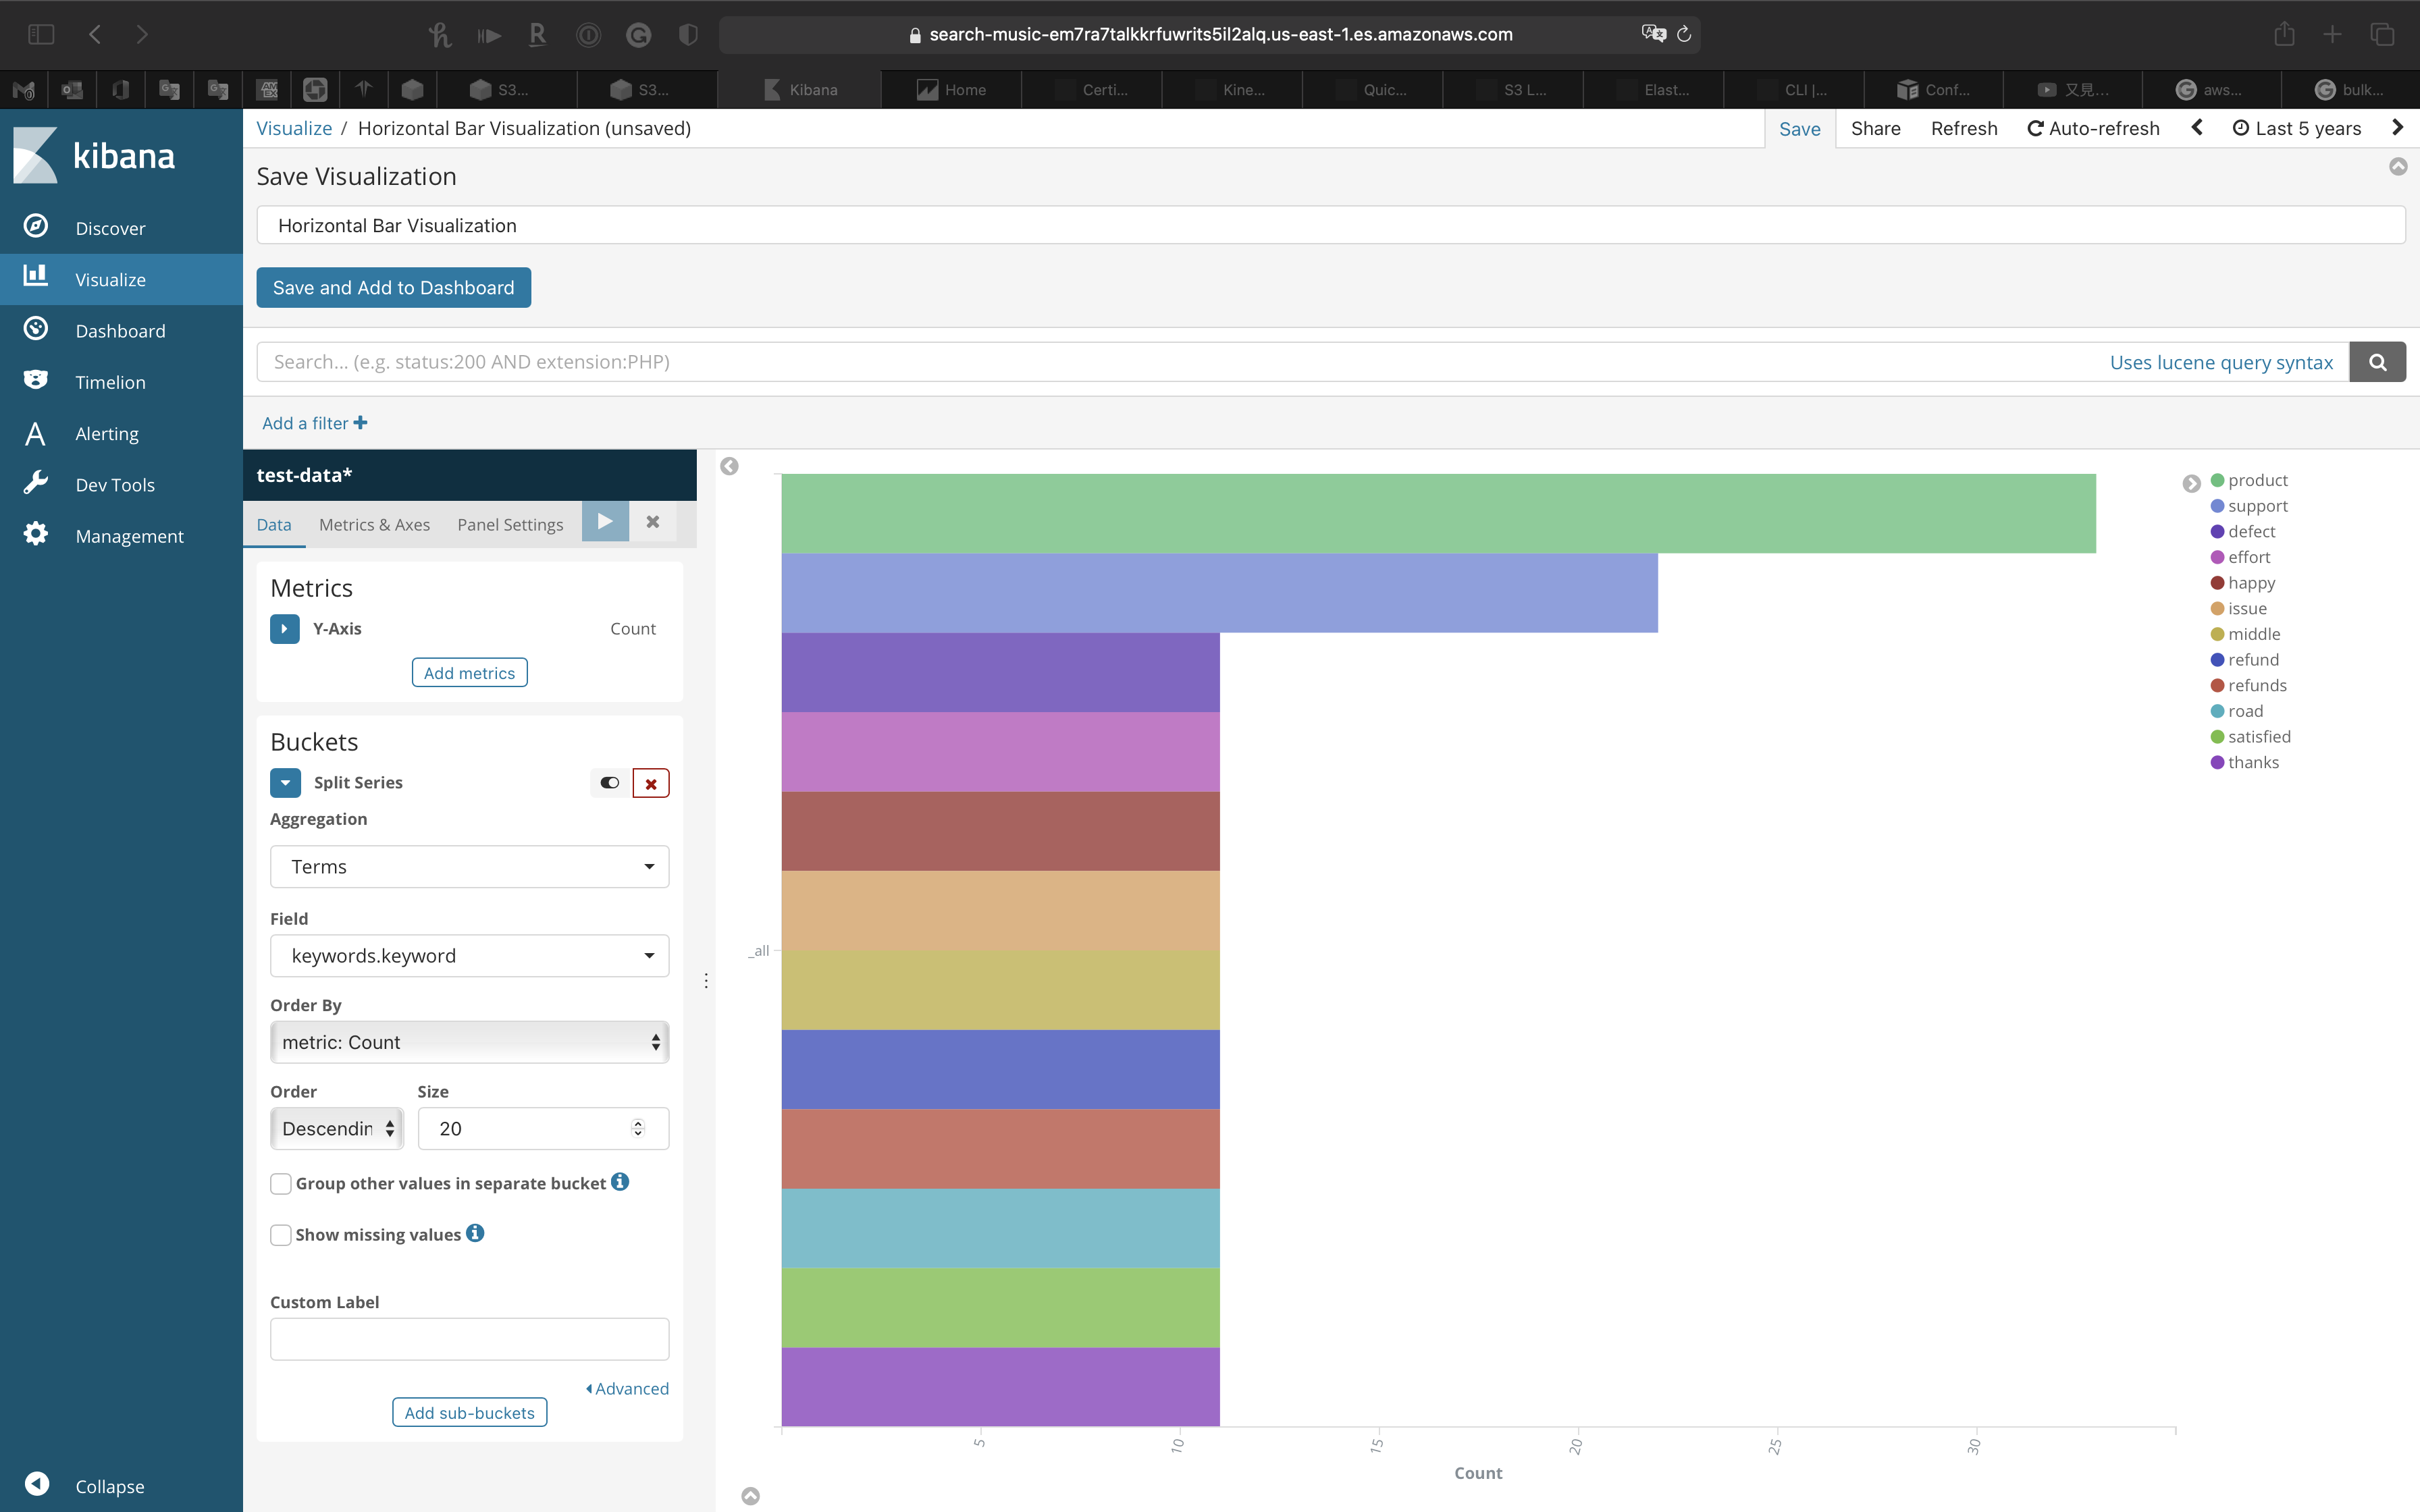 search-music-em7ra7talkkrfuwrits5il2alq.us-east-1.es.amazonaws.com
S3... S3... Kibana Home Certi... Kine... Quic... S3 L... Elast... CLI |... Conf... 又見... aws... bulk...
kibana
Discover
Visualize
Dashboard
Timelion
Alerting
Dev Tools
Management
Collapse
Visualize / Horizontal Bar Visualization (unsaved)
Save Share Refresh Auto-refresh Last 5 years
Save Visualization
Horizontal Bar Visualization
Save and Add to Dashboard
Search... (e.g. status:200 AND extension:PHP)
Uses lucene query syntax
Add a filter
test-data*
Data Metrics & Axes Panel Settings
Metrics
Y-Axis Count
Add metrics
Buckets
Split Series
Aggregation
Terms
Field
keywords.keyword
Order By
metric: Count
Order Size
Descendin 20
Group other values in separate bucket
Show missing values
Custom Label
Advanced
Add sub-buckets
_all
5 10 15 20 25 30
Count
product
support
defect
effort
happy
issue
middle
refund
refunds
road
satisfied
thanks